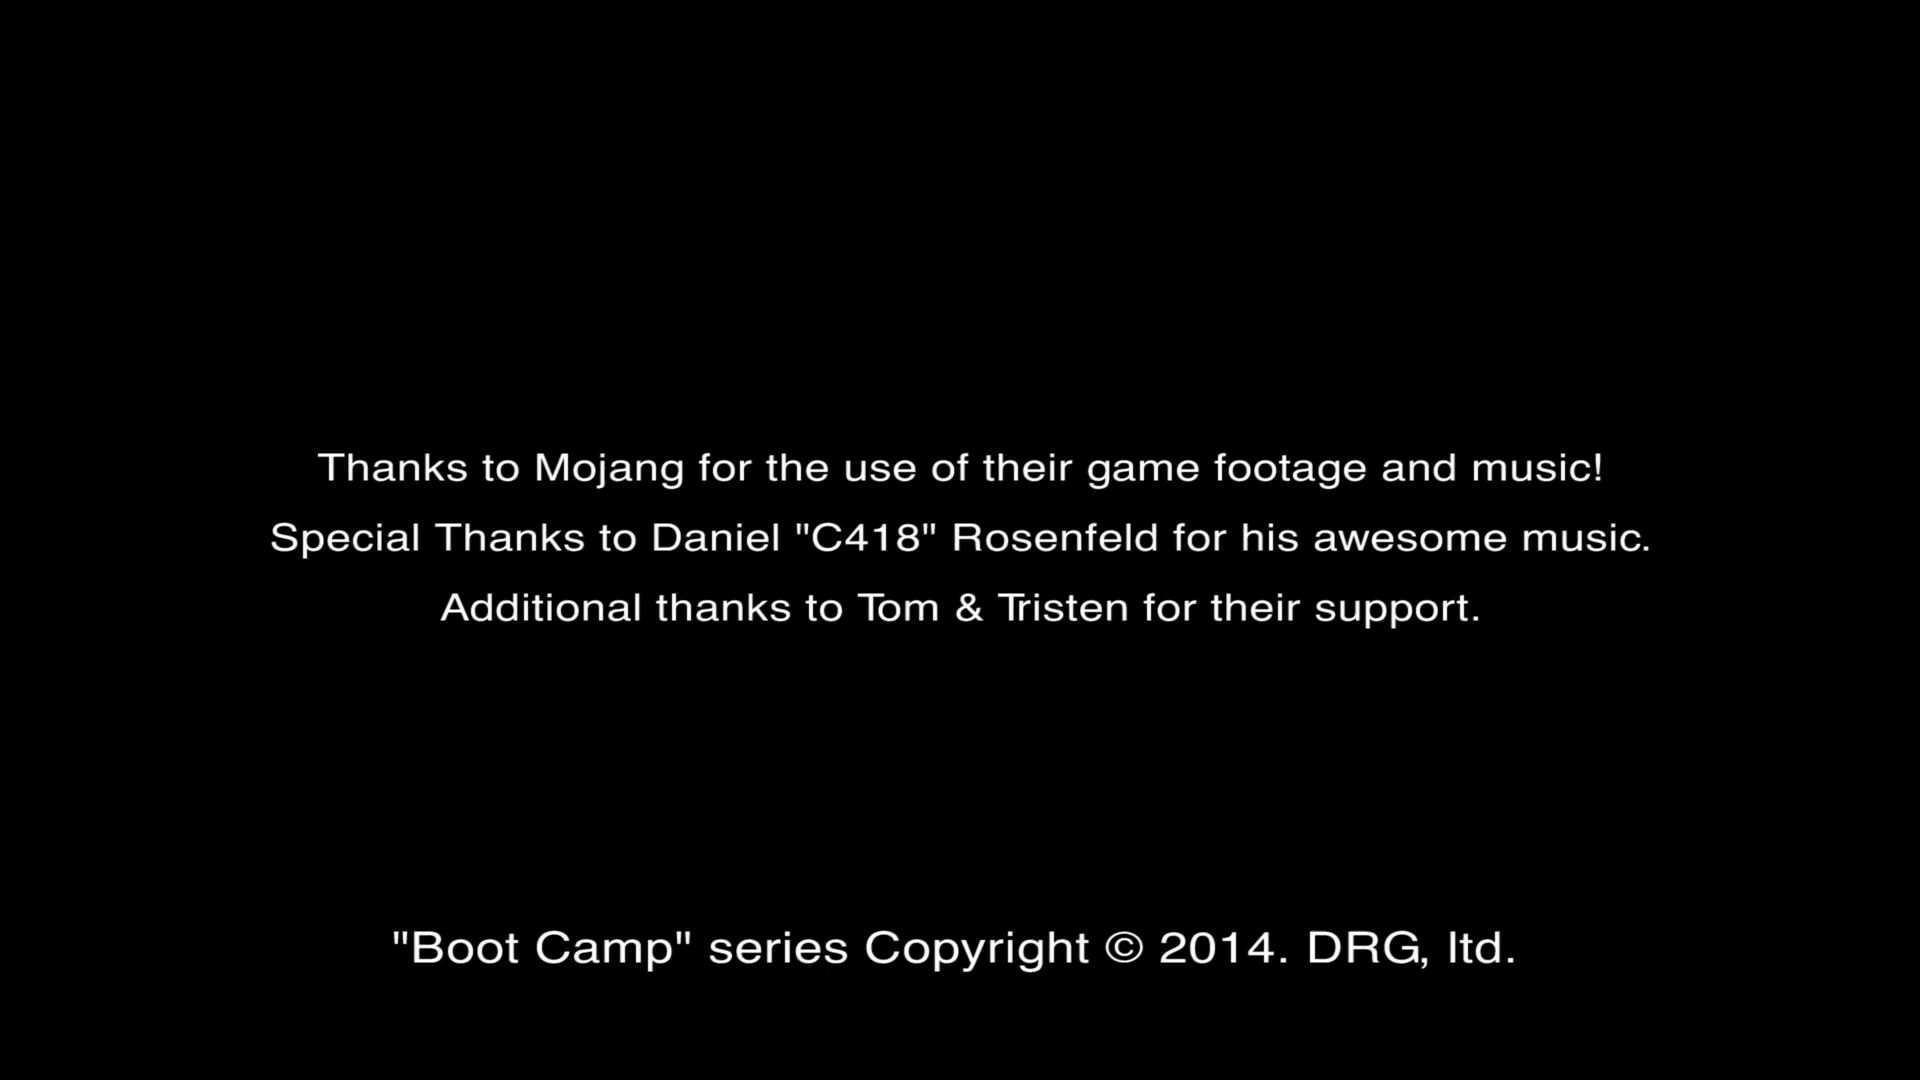 Thanks to Mojang for the use of their game footage and music!
Special Thanks to Daniel "C418" Rosenfeld for his awesome music.
Additional thanks to Tom & Tristen for their support.
"Boot Camp" series Copyright © 2014. DRG, ltd.